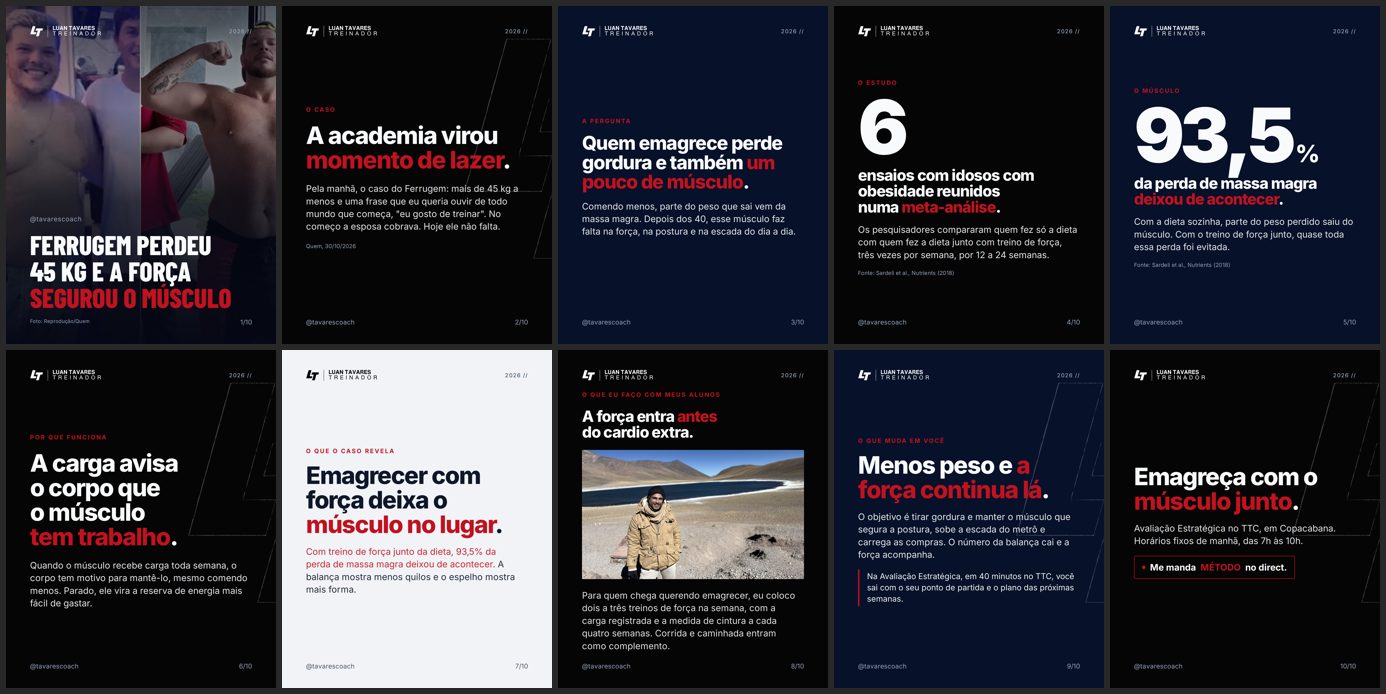 LT LUAN TAVARES
TREINADOR
2026 //
@tavarescoach
FERRUGEM PERDEU
45 KG E A FORÇA
SEGUROU O MÚSCULO
Foto: Reprodução/Quem
1/10
LT LUAN TAVARES
TREINADOR
2026 //
O CASO
A academia virou
momento de lazer.
Pela manhã, o caso do Ferrugem: mais de 45 kg a
menos e uma frase que eu queria ouvir de todo
mundo que começa, "eu gosto de treinar". No
começo a esposa cobrava. Hoje ele não falta.
Quem, 30/10/2026
@tavarescoach
2/10
LT LUAN TAVARES
TREINADOR
2026 //
A PERGUNTA
Quem emagrece perde
gordura e também um
pouco de músculo.
Comendo menos, parte do peso que sai vem da
massa magra. Depois dos 40, esse músculo faz
falta na força, na postura e na escada do dia a dia.
@tavarescoach
3/10
LT LUAN TAVARES
TREINADOR
2026 //
O ESTUDO
6
ensaios com idosos com
obesidade reunidos
numa meta-análise.
Os pesquisadores compararam quem fez só a dieta
com quem fez a dieta junto com treino de força,
três vezes por semana, por 12 a 24 semanas.
Fonte: Sardeli et al., Nutrients (2018)
@tavarescoach
4/10
LT LUAN TAVARES
TREINADOR
2026 //
O MÚSCULO
93,5%
da perda de massa magra
deixou de acontecer.
Com a dieta sozinha, parte do peso perdido saiu do
músculo. Com o treino de força junto, quase toda
essa perda foi evitada.
Fonte: Sardeli et al., Nutrients (2018)
@tavarescoach
5/10
LT LUAN TAVARES
TREINADOR
2026 //
POR QUE FUNCIONA
A carga avisa
o corpo que
o músculo
tem trabalho.
Quando o músculo recebe carga toda semana, o
corpo tem motivo para mantê-lo, mesmo comendo
menos. Parado, ele vira a reserva de energia mais
fácil de gastar.
@tavarescoach
6/10
LT LUAN TAVARES
TREINADOR
2026 //
O QUE O CASO REVELA
Emagrecer com
força deixa o
músculo no lugar.
Com treino de força junto da dieta, 93,5% da
perda de massa magra deixou de acontecer. A
balança mostra menos quilos e o espelho mostra
mais forma.
@tavarescoach
7/10
LT LUAN TAVARES
TREINADOR
2026 //
O QUE EU FAÇO COM MEUS ALUNOS
A força entra antes
do cardio extra.
Para quem chega querendo emagrecer, eu coloco
dois a três treinos de força na semana, com a
carga registrada e a medida de cintura a cada
quatro semanas. Corrida e caminhada entram
como complemento.
@tavarescoach
8/10
LT LUAN TAVARES
TREINADOR
2026 //
O QUE MUDA EM VOCÊ
Menos peso e a
força continua lá.
O objetivo é tirar gordura e manter o músculo que
segura a postura, sobe a escada do metrô e
carrega as compras. O número da balança cai e a
força acompanha.
Na Avaliação Estratégica, em 40 minutos no TTC, você
sai com o seu ponto de partida e o plano das próximas
semanas.
@tavarescoach
9/10
LT LUAN TAVARES
TREINADOR
2026 //
Emagreça com o
músculo junto.
Avaliação Estratégica no TTC, em Copacabana.
Horários fixos de manhã, das 7h às 10h.
Me manda MÉTODO no direct.
@tavarescoach
10/10